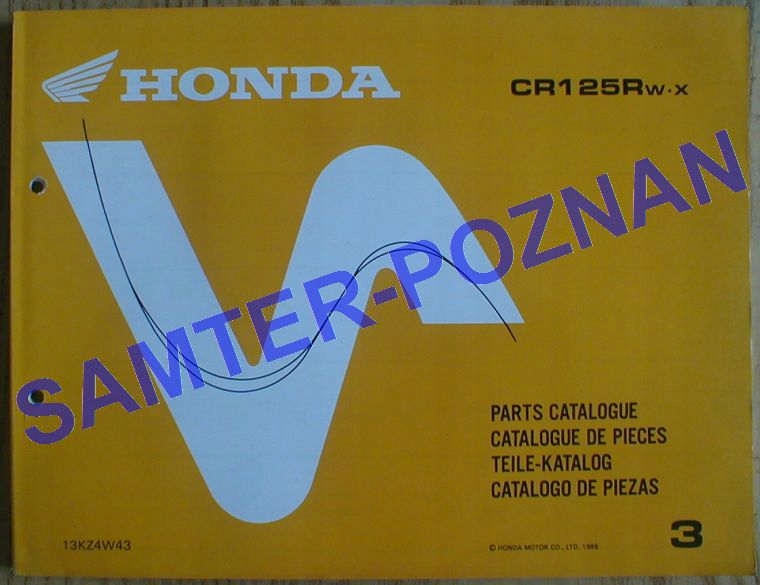 HONDA
CR125RW·X
SAMTER-POZNAN
PARTS CATALOGUE
CATALOGUE DE PIECES
TEILE-KATALOG
CATALOGO DE PIEZAS
13KZ4W43
© HONDA MOTOR CO., LTD. 1998
3